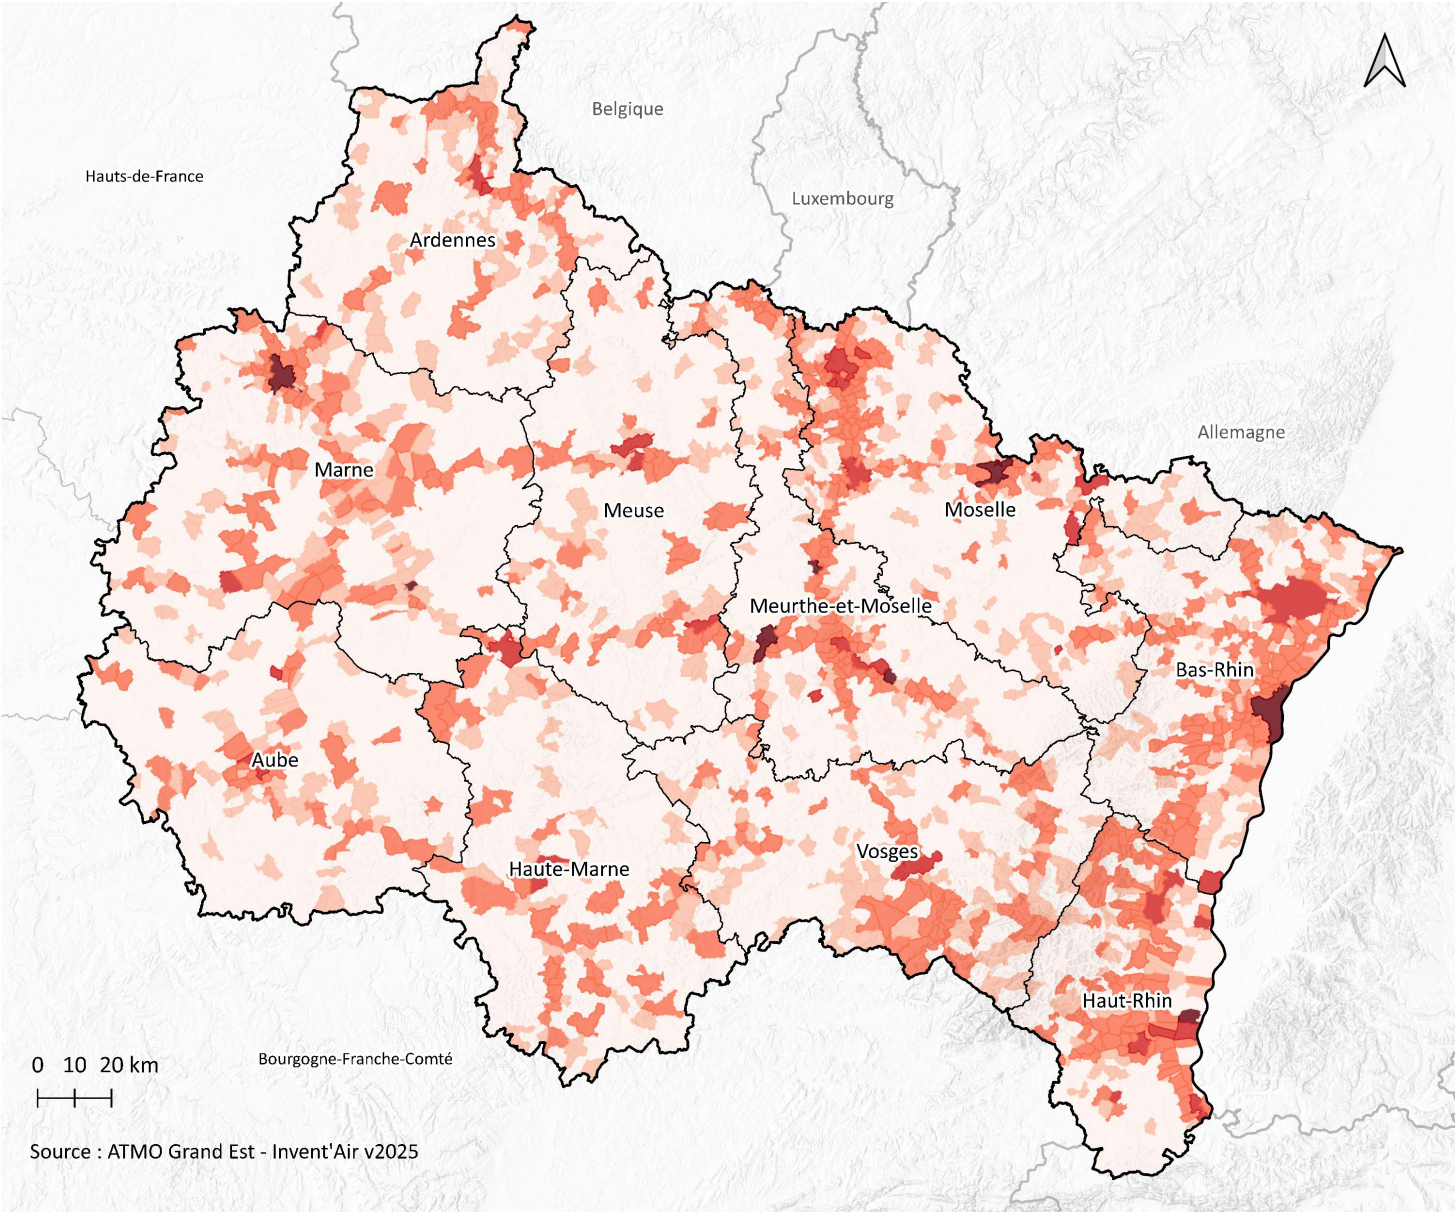 Belgique
Hauts-de-France
Luxembourg
Ardennes
Allemagne
Marne
Meuse
Moselle
Meurthe-et-Moselle
Bas-Rhin
Aube
Vosges
Haute-Marne
Haut-Rhin
Bourgogne-Franche-Comté
0 10 20 km
Source : ATMO Grand Est - Invent'Air v2025